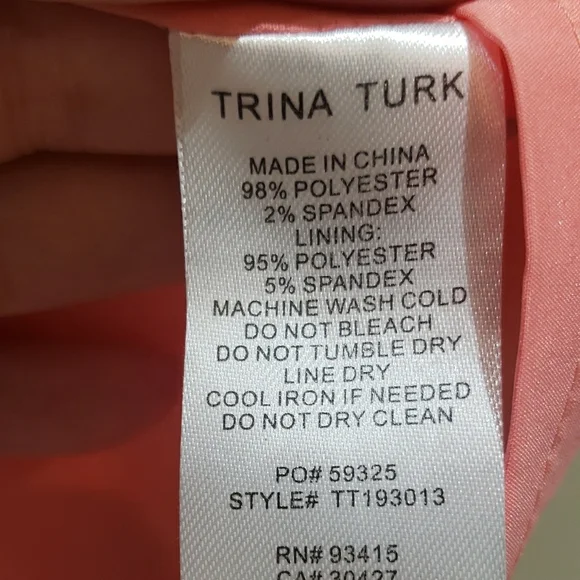 TRINA TURK
MADE IN CHINA
98% POLYESTER
2% SPANDEX
LINING:
95% POLYESTER
5% SPANDEX
MACHINE WASH COLD
DO NOT BLEACH
DO NOT TUMBLE DRY
LINE DRY
COOL IRON IF NEEDED
DO NOT DRY CLEAN
PO# 59325
STYLE# TT193013
RN# 93415
CA# 30427